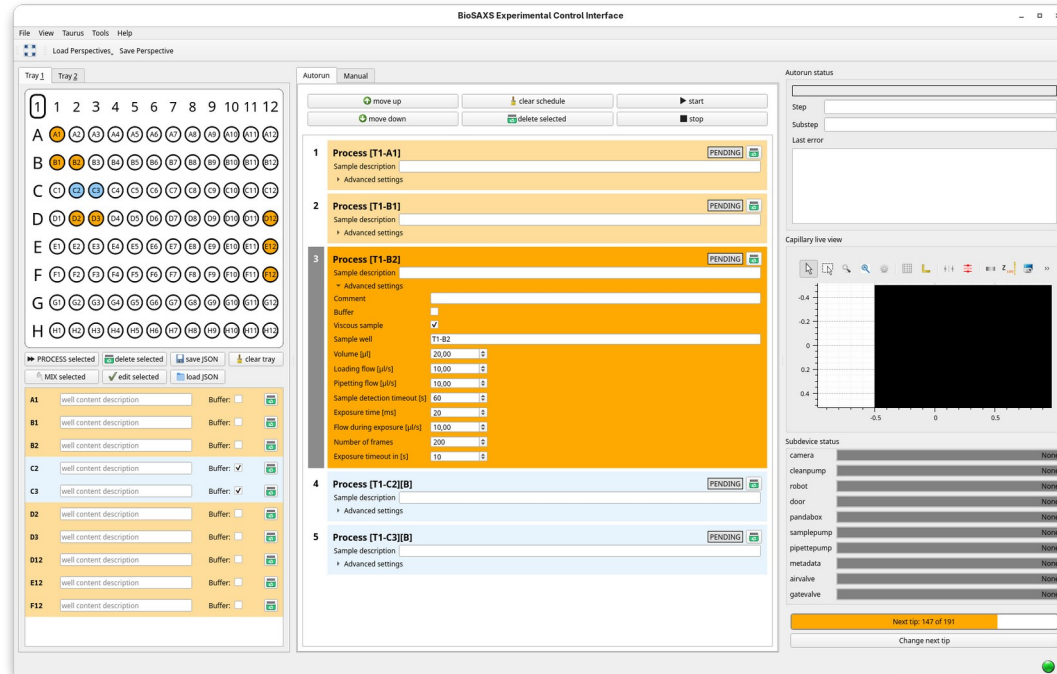 BioSAXS Experimental Control Interface
File View Taurus Tools Help
Load Perspectives Save Perspective
Tray 1 Tray 2
1 1 2 3 4 5 6 7 8 9 10 11 12
A A1 A2 A3 A4 A5 A6 A7 A8 A9 A10 A11 A12
B B1 B2 B3 B4 B5 B6 B7 B8 B9 B10 B11 B12
C C1 C2 C3 C4 C5 C6 C7 C8 C9 C10 C11 C12
D D1 D2 D3 D4 D5 D6 D7 D8 D9 D10 D11 D12
E E1 E2 E3 E4 E5 E6 E7 E8 E9 E10 E11 E12
F F1 F2 F3 F4 F5 F6 F7 F8 F9 F10 F11 F12
G G1 G2 G3 G4 G5 G6 G7 G8 G9 G10 G11 G12
H H1 H2 H3 H4 H5 H6 H7 H8 H9 H10 H11 H12
PROCESS selected delete selected save JSON clear tray
MIX selected edit selected load JSON
A1 well content description Buffer:
B1 well content description Buffer:
B2 well content description Buffer:
C2 well content description Buffer:
C3 well content description Buffer:
D2 well content description Buffer:
D3 well content description Buffer:
D12 well content description Buffer:
E12 well content description Buffer:
F12 well content description Buffer:
Autorun Manual
move up clear schedule start
move down delete selected stop
1 Process [T1-A1] PENDING
Sample description
Advanced settings
2 Process [T1-B1] PENDING
Sample description
Advanced settings
3 Process [T1-B2] PENDING
Sample description
Advanced settings
Comment
Buffer
Viscous sample
Sample well T1-B2
Volume [µl] 20,00
Loading flow [µl/s] 10,00
Pipetting flow [µl/s] 10,00
Sample detection timeout [s] 60
Exposure time [ms] 20
Flow during exposure [µl/s] 10,00
Number of frames 200
Exposure timeout in [s] 10
4 Process [T1-C2][B] PENDING
Sample description
Advanced settings
5 Process [T1-C3][B] PENDING
Sample description
Advanced settings
Autorun status
Step
Substep
Last error
Capillary live view
-0.4
-0.2
0
0.2
0.4
-0.5 0 0.5
Subdevice status
camera None
cleanpump None
robot None
door None
pandabox None
samplepump None
pipettepump None
metadata None
airvalve None
gatevalve None
Next tip: 147 of 191
Change next tip